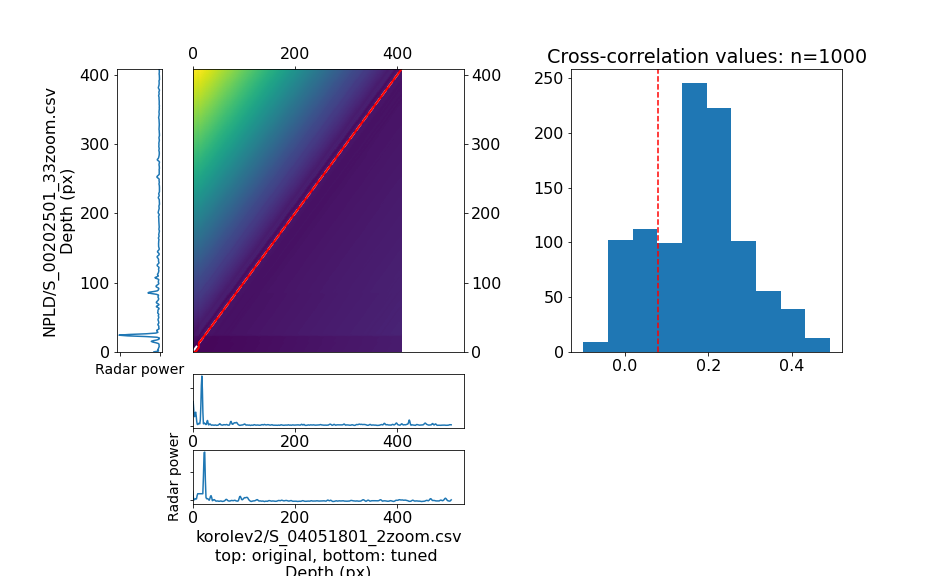 Cross-correlation values: n=1000
0 200 400
400
300
200
100
0
NPLD/S_00202501_33zoom.csv
Depth (px)
Radar power
400
300
200
100
0
250
200
150
100
50
0
0.0 0.2 0.4
0 200 400
Radar power
0 200 400
korolev2/S_04051801_2zoom.csv
top: original, bottom: tuned
Depth (px)